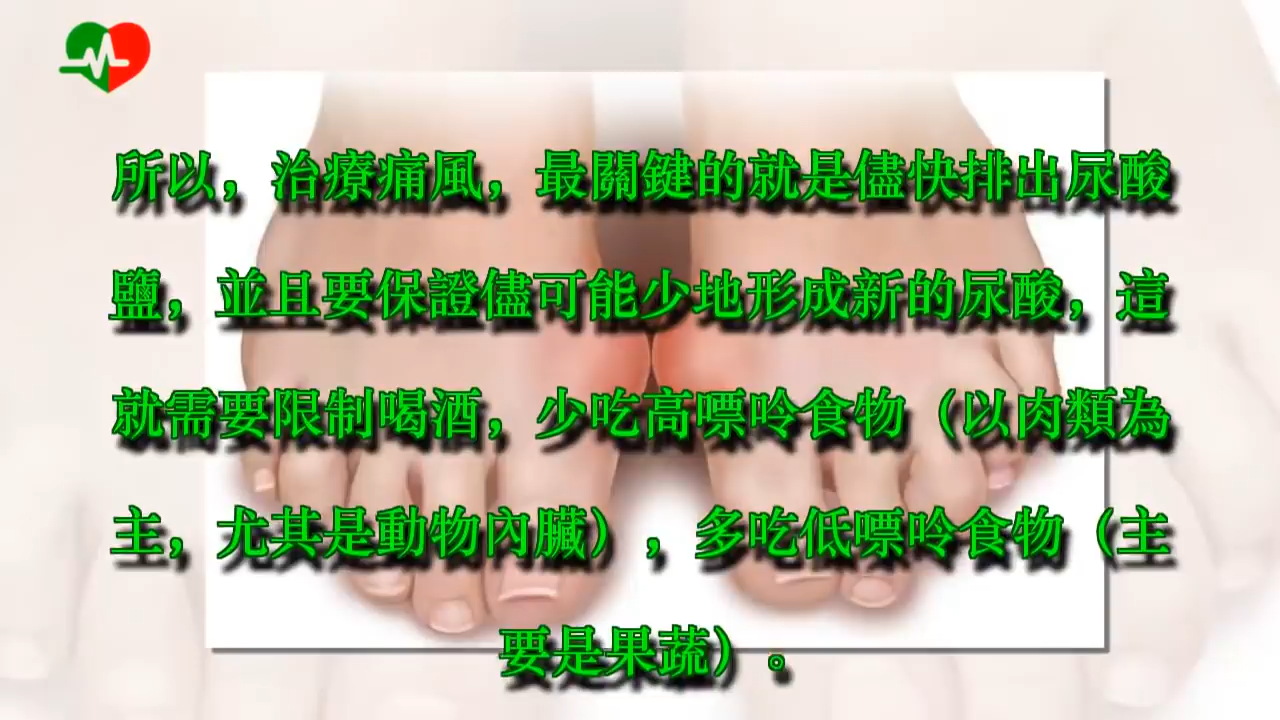 所以，治療痛風，最關鍵的就是儘快排出尿酸
鹽，並且要保證儘可能少地形成新的尿酸，這
就需要限制喝酒，少吃高嘌呤食物（以肉類為
主，尤其是動物內臟），多吃低嘌呤食物（主
要是果蔬）。